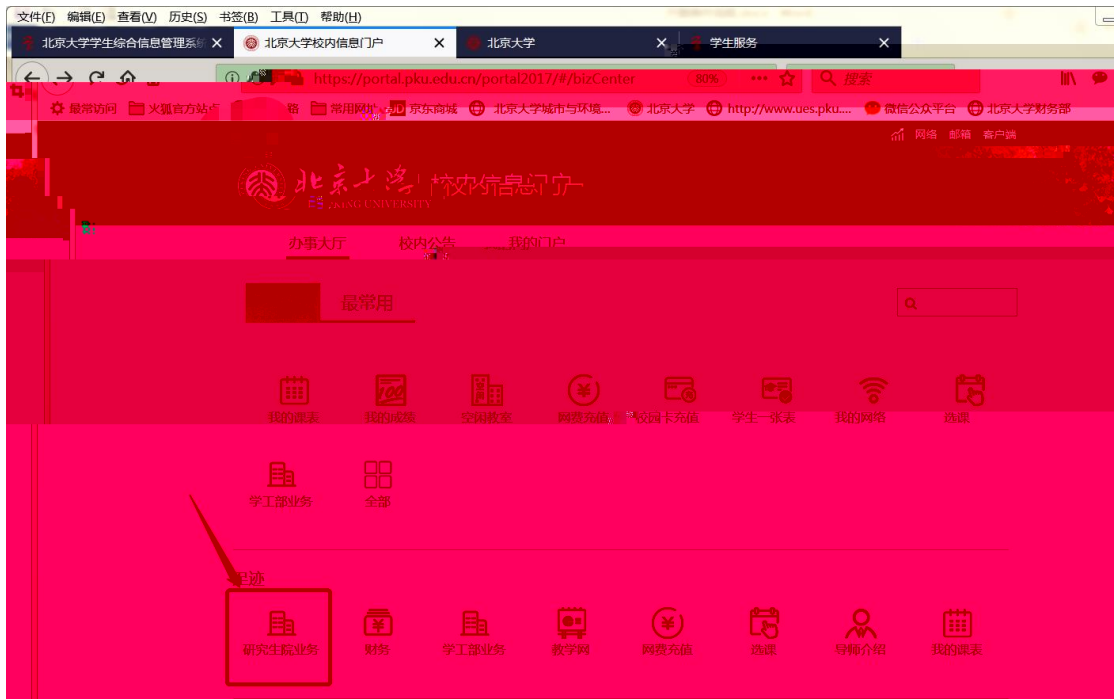 文件(F) 编辑(E) 查看(V) 历史(S) 书签(B) 工具(T) 帮助(H)
北京大学学生综合信息管理系统 北京大学校内信息门户 北京大学 学生服务
https://portal.pku.edu.cn/portal2017/#/bizCenter 80% 搜索
最常访问 火狐官方站点 常用网址 京东商城 北京大学城市与环境... 北京大学 http://www.ues.pku.... 微信公众平台 北京大学财务部
网络 邮箱 客户端
北京大学 校内信息门户
PEKING UNIVERSITY
办事大厅 校内公告 我的门户
最常用
我的课表 我的成绩 空闲教室 网费充值 校园卡充值 学生一张表 我的网络 选课
学工部业务 全部
足迹
研究生院业务 财务 学工部业务 教学网 网费充值 选课 导师介绍 我的课表